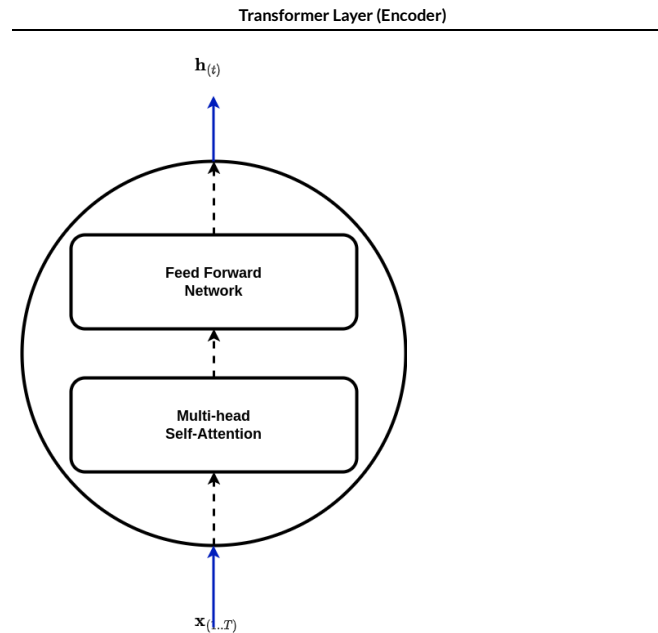 Transformer Layer (Encoder)
h(t)
Feed Forward
Network
Multi-head
Self-Attention
x(1...T)